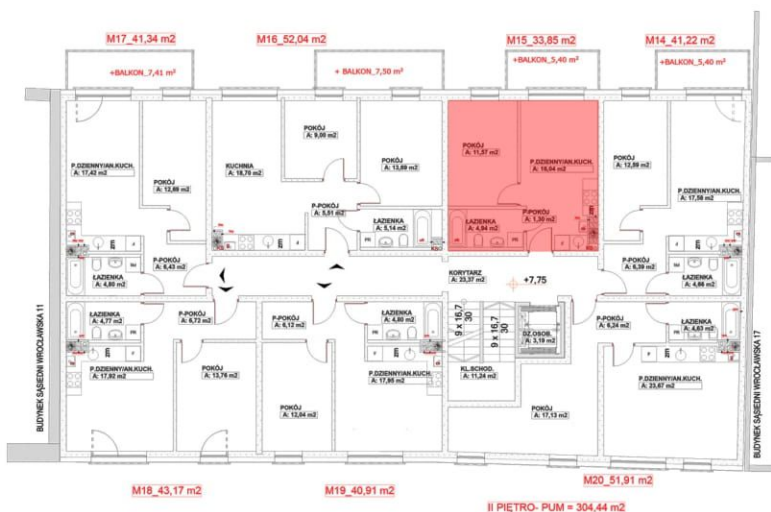 M17_41,34 m2
M16_52,04 m2
M15_33,85 m2
M14_41,22 m2
+BALKON_7,41 m²
+ BALKON_7,50 m²
+BALKON_5,40 m²
+BALKON_5,40 m²
P.DZIENNY/AN.KUCH.
A: 17,42 m2
POKÓJ
A: 12,69 m2
KUCHNIA
A: 18,70 m2
POKÓJ
A: 9,00 m2
POKÓJ
A: 13,69 m2
POKÓJ
A: 11,57 m2
P.DZIENNY/AN.KUCH.
A: 16,04 m2
POKÓJ
A: 12,59 m2
P.DZIENNY/AN.KUCH.
A: 17,58 m2
P-POKÓJ
A: 5,51 m2
ŁAZIENKA
A: 5,14 m2
ŁAZIENKA
A: 4,94 m2
P-POKÓJ
A: 1,30 m2
P-POKÓJ
A: 6,43 m2
ŁAZIENKA
A: 4,80 m2
KORYTARZ
A: 23,37 m2
+7,75
P-POKÓJ
A: 6,39 m2
ŁAZIENKA
A: 4,66 m2
ŁAZIENKA
A: 4,77 m2
P-POKÓJ
A: 6,72 m2
P-POKÓJ
A: 6,12 m2
ŁAZIENKA
A: 4,80 m2
9 x 16,7
30
9 x 16,7
30
DZ.OSOB.
A: 3,19 m2
P-POKÓJ
A: 6,24 m2
ŁAZIENKA
A: 4,63 m2
P.DZIENNY/AN.KUCH.
A: 17,92 m2
POKÓJ
A: 13,76 m2
POKÓJ
A: 12,04 m2
P.DZIENNY/AN.KUCH.
A: 17,95 m2
KL.SCHOD.
A: 11,24 m2
POKÓJ
A: 17,13 m2
P.DZIENNY/AN.KUCH.
A: 23,87 m2
BUDYNEK SĄSIEDNI WROCŁAWSKA 11
BUDYNEK SĄSIEDNI WROCŁAWSKA 17
M18_43,17 m2
M19_40,91 m2
M20_51,91 m2
II PIĘTRO- PUM = 304,44 m2